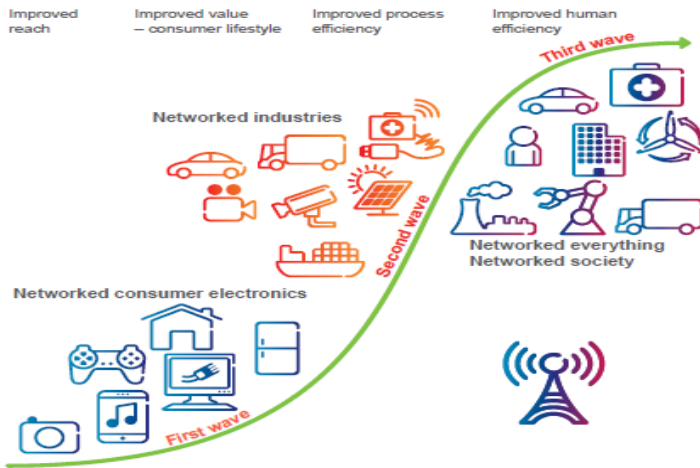 Improved
reach
Improved value
– consumer lifestyle
Improved process
efficiency
Improved human
efficiency
Third wave
Networked industries
Second wave
Networked everything
Networked society
Networked consumer electronics
First wave